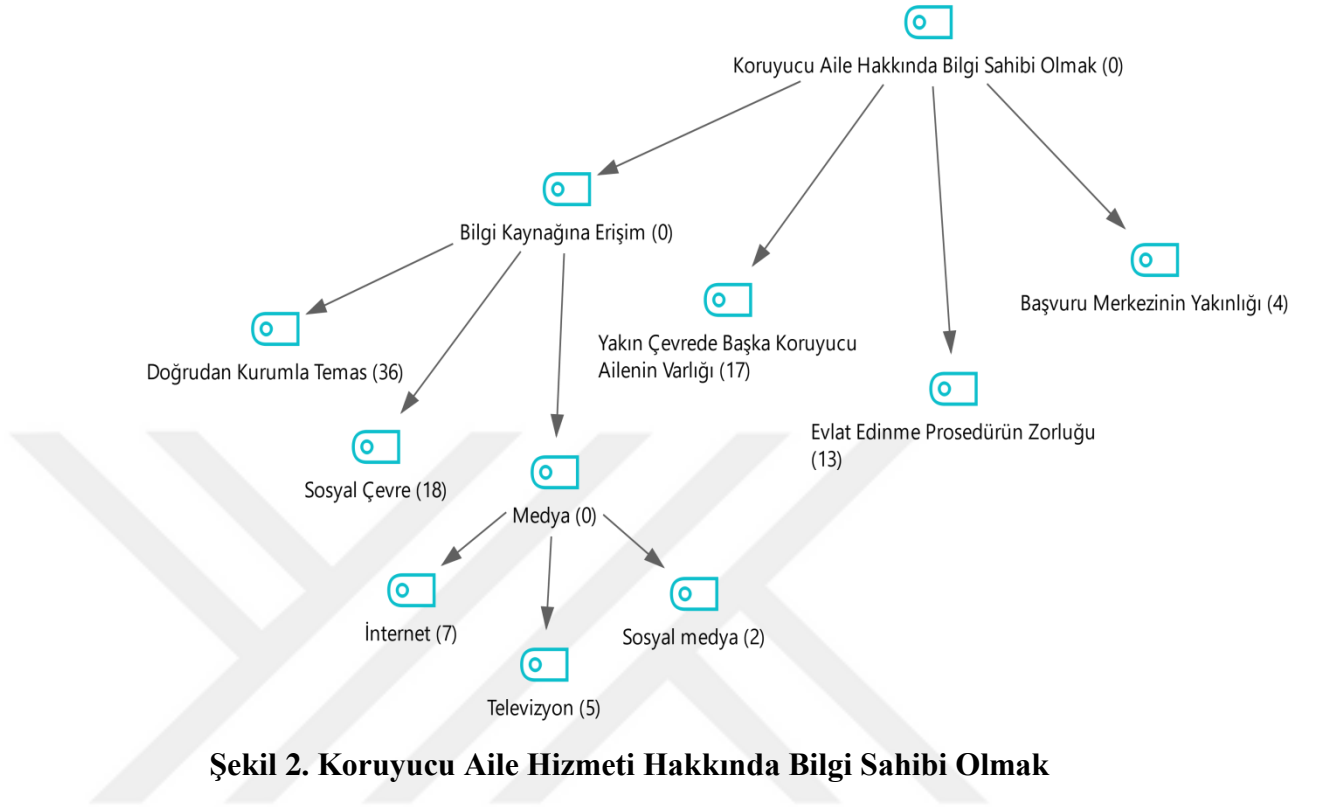 Koruyucu Aile Hakkında Bilgi Sahibi Olmak (0)
Bilgi Kaynağına Erişim (0)
Başvuru Merkezinin Yakınlığı (4)
Yakın Çevrede Başka Koruyucu
Ailenin Varlığı (17)
Doğrudan Kurumla Temas (36)
Evlat Edinme Prosedürün Zorluğu
(13)
Sosyal Çevre (18)
Medya (0)
İnternet (7)
Sosyal medya (2)
Televizyon (5)
Şekil 2. Koruyucu Aile Hizmeti Hakkında Bilgi Sahibi Olmak